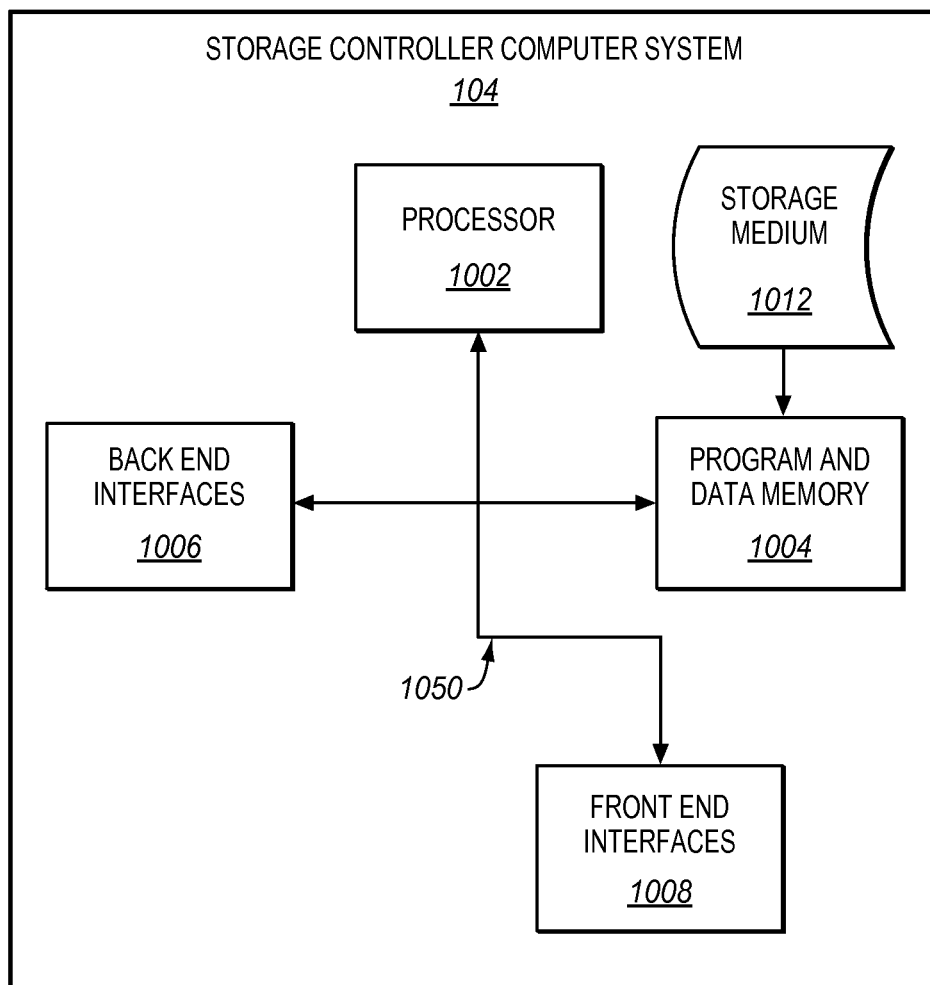 STORAGE CONTROLLER COMPUTER SYSTEM
104
PROCESSOR
1002
STORAGE
MEDIUM
1012
BACK END
INTERFACES
1006
PROGRAM AND
DATA MEMORY
1004
1050
FRONT END
INTERFACES
1008